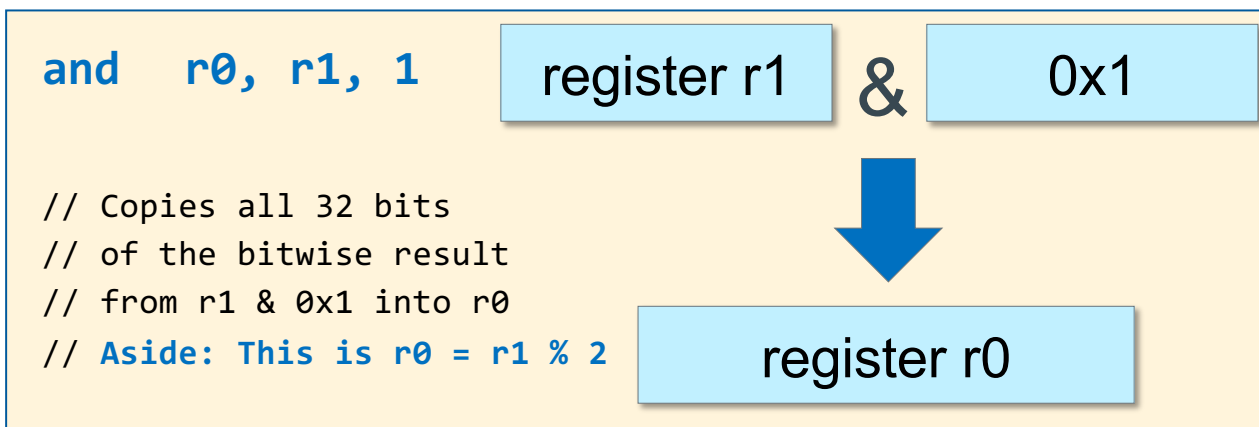 and r0, r1, 1
register r1 & 0x1
// Copies all 32 bits
// of the bitwise result
// from r1 & 0x1 into r0
// Aside: This is r0 = r1 % 2
register r0